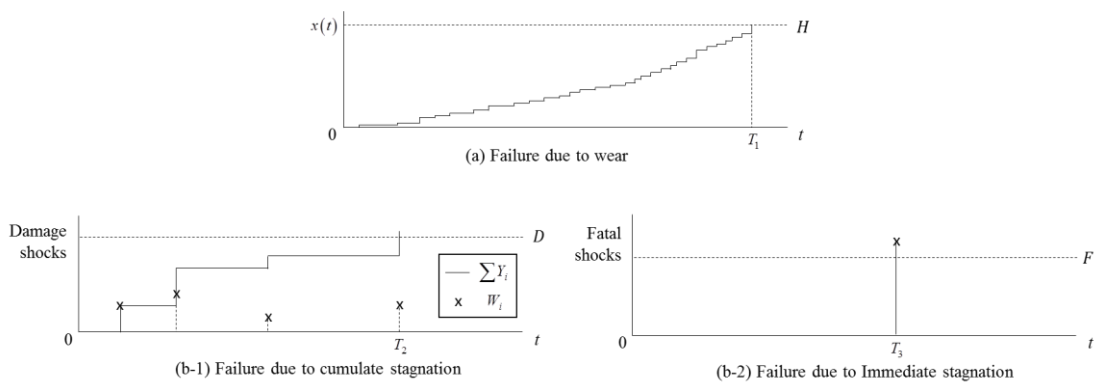 x(t)
H
0
T₁
t
(a) Failure due to wear
Damage
shocks
D
∑Yᵢ
x Wᵢ
0
T₂
t
(b-1) Failure due to cumulate stagnation
Fatal
shocks
F
0
T₃
t
(b-2) Failure due to Immediate stagnation